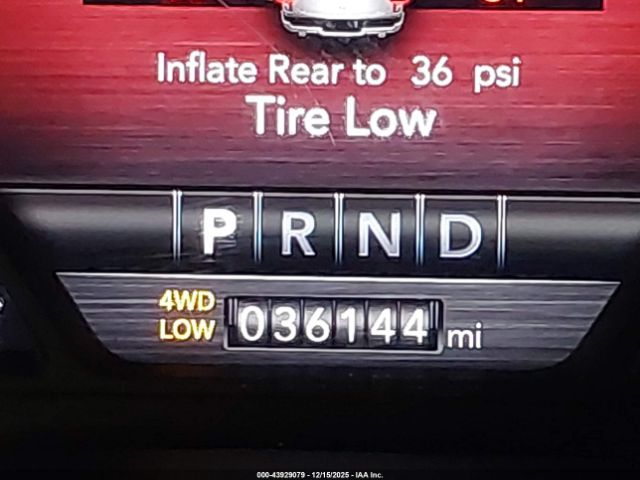 Inflate Rear to 36 psi
Tire Low
P R N D
4WD
LOW
036144 mi
000-43929079 - 12/15/2025 - IAA Inc.